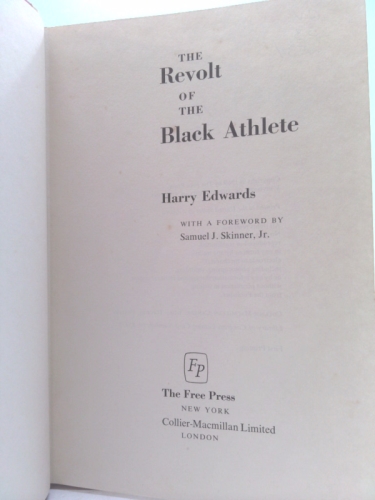 THE
Revolt
OF
THE
Black Athlete
Harry Edwards
WITH A FOREWORD BY
Samuel J. Skinner, Jr.
Fp
The Free Press
NEW YORK
Collier-Macmillan Limited
LONDON